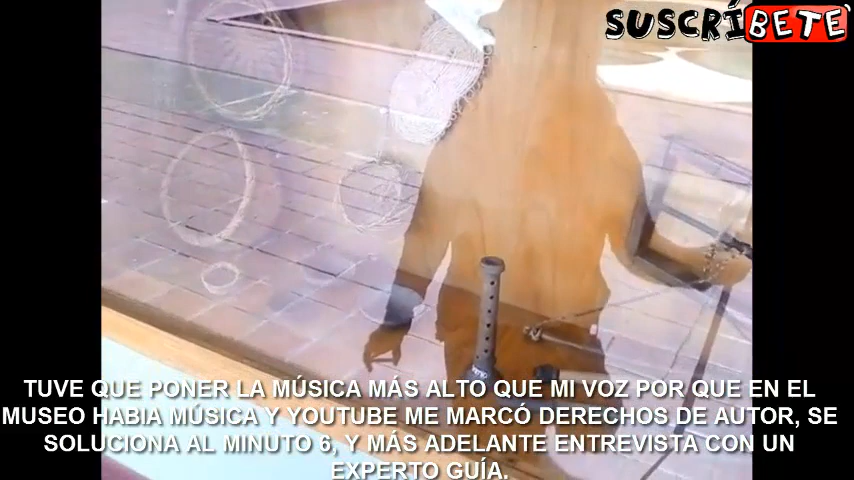 SUSCRÍBETE
TUVE QUE PONER LA MÚSICA MÁS ALTO QUE MI VOZ POR QUE EN EL
MUSEO HABIA MÚSICA Y YOUTUBE ME MARCÓ DERECHOS DE AUTOR, SE
SOLUCIONA AL MINUTO 6, Y MÁS ADELANTE ENTREVISTA CON UN
EXPERTO GUÍA.